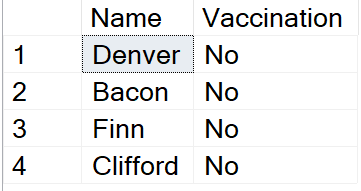 Name Vaccination
1 Denver No
2 Bacon No
3 Finn No
4 Clifford No